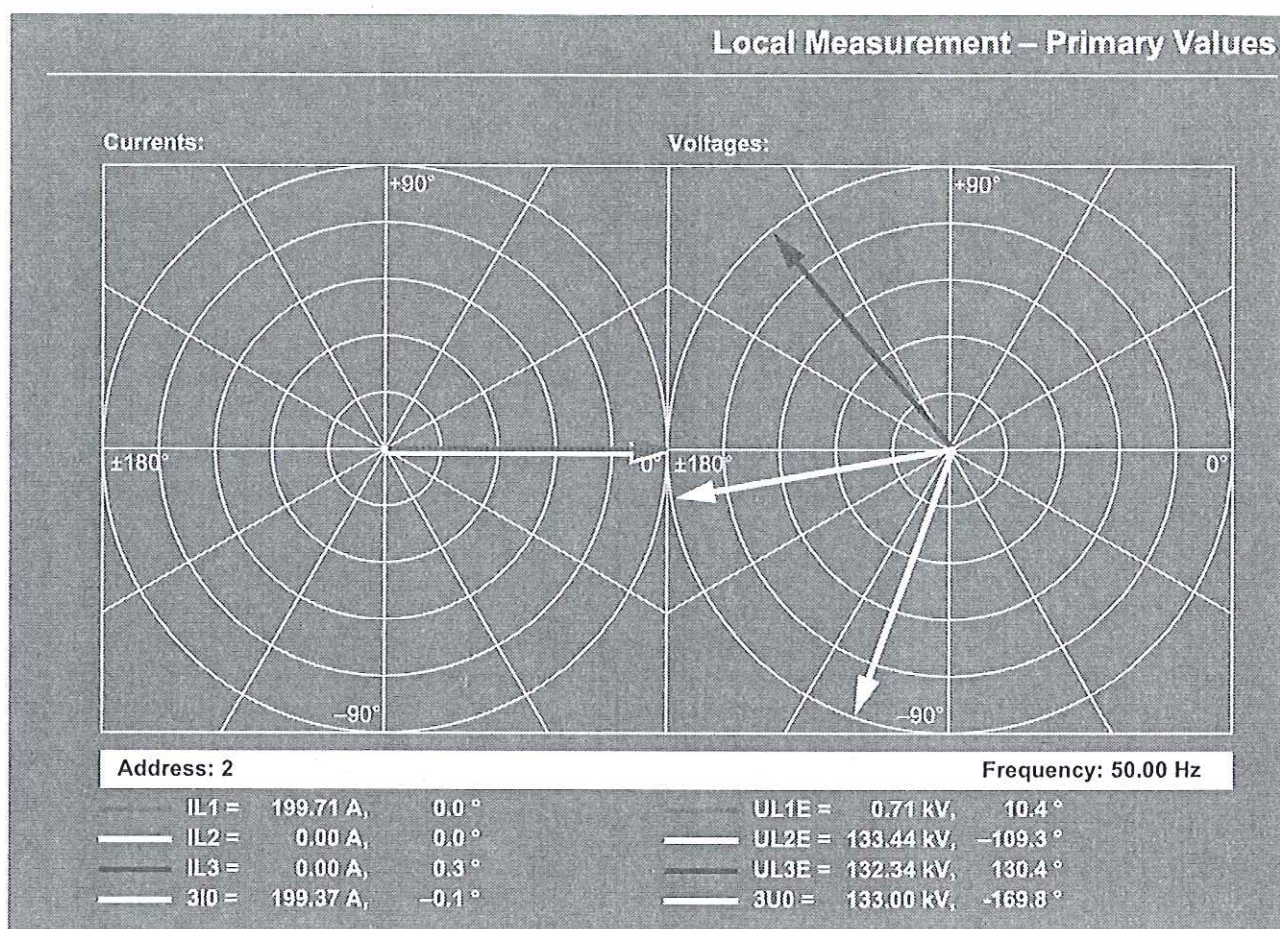 Local Measurement – Primary Values
Currents: Voltages:
+90° +90°
±180° 0° ±180° 0°
–90° –90°
Address: 2 Frequency: 50.00 Hz
IL1 = 199.71 A, 0.0 ° UL1E = 0.71 kV, 10.4 °
IL2 = 0.00 A, 0.0 ° UL2E = 133.44 kV, –109.3 °
IL3 = 0.00 A, 0.3 ° UL3E = 132.34 kV, 130.4 °
3I0 = 199.37 A, –0.1 ° 3U0 = 133.00 kV, -169.8 °